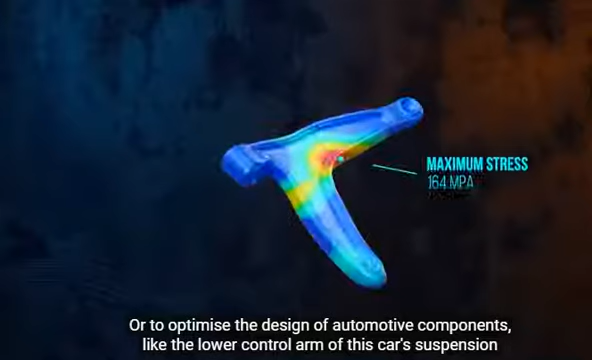 MAXIMUM STRESS
164 MPA
Or to optimise the design of automotive components,
like the lower control arm of this car's suspension